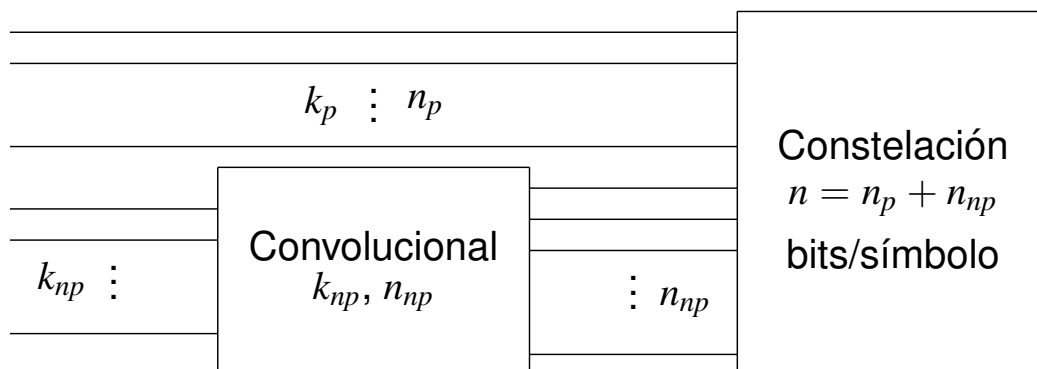 k_p ⋮ n_p
Constelación
n = n_p + n_np
bits/símbolo
Convolucional
k_np, n_np
k_np ⋮
⋮ n_np